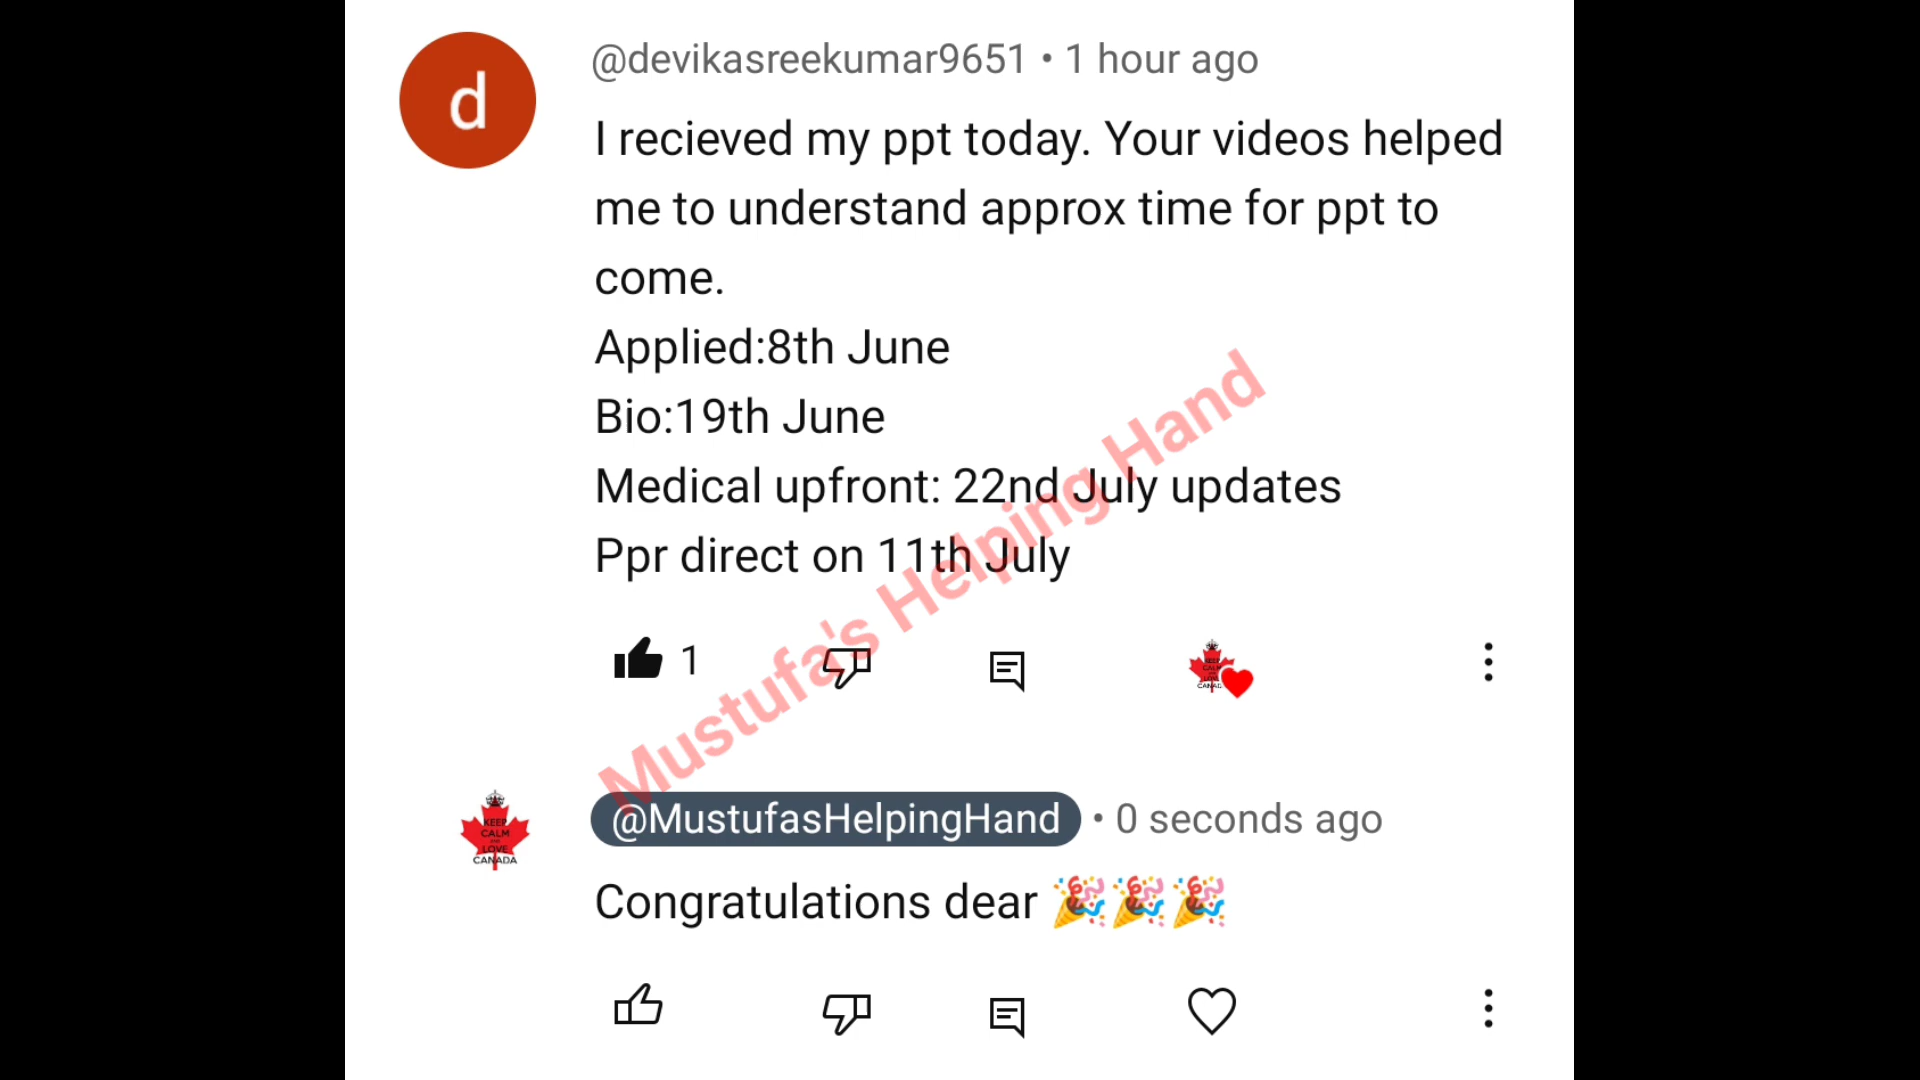 @devikasreekumar9651 • 1 hour ago
d
I recieved my ppt today. Your videos helped
me to understand approx time for ppt to
come.
Applied:8th June
Bio:19th June
Medical upfront: 22nd July updates
Ppr direct on 11th July
1
Mustufa's Helping Hand
@MustufasHelpingHand • 0 seconds ago
KEEP
CALM
LOVE
CANADA
Congratulations dear 🎉🎉🎉